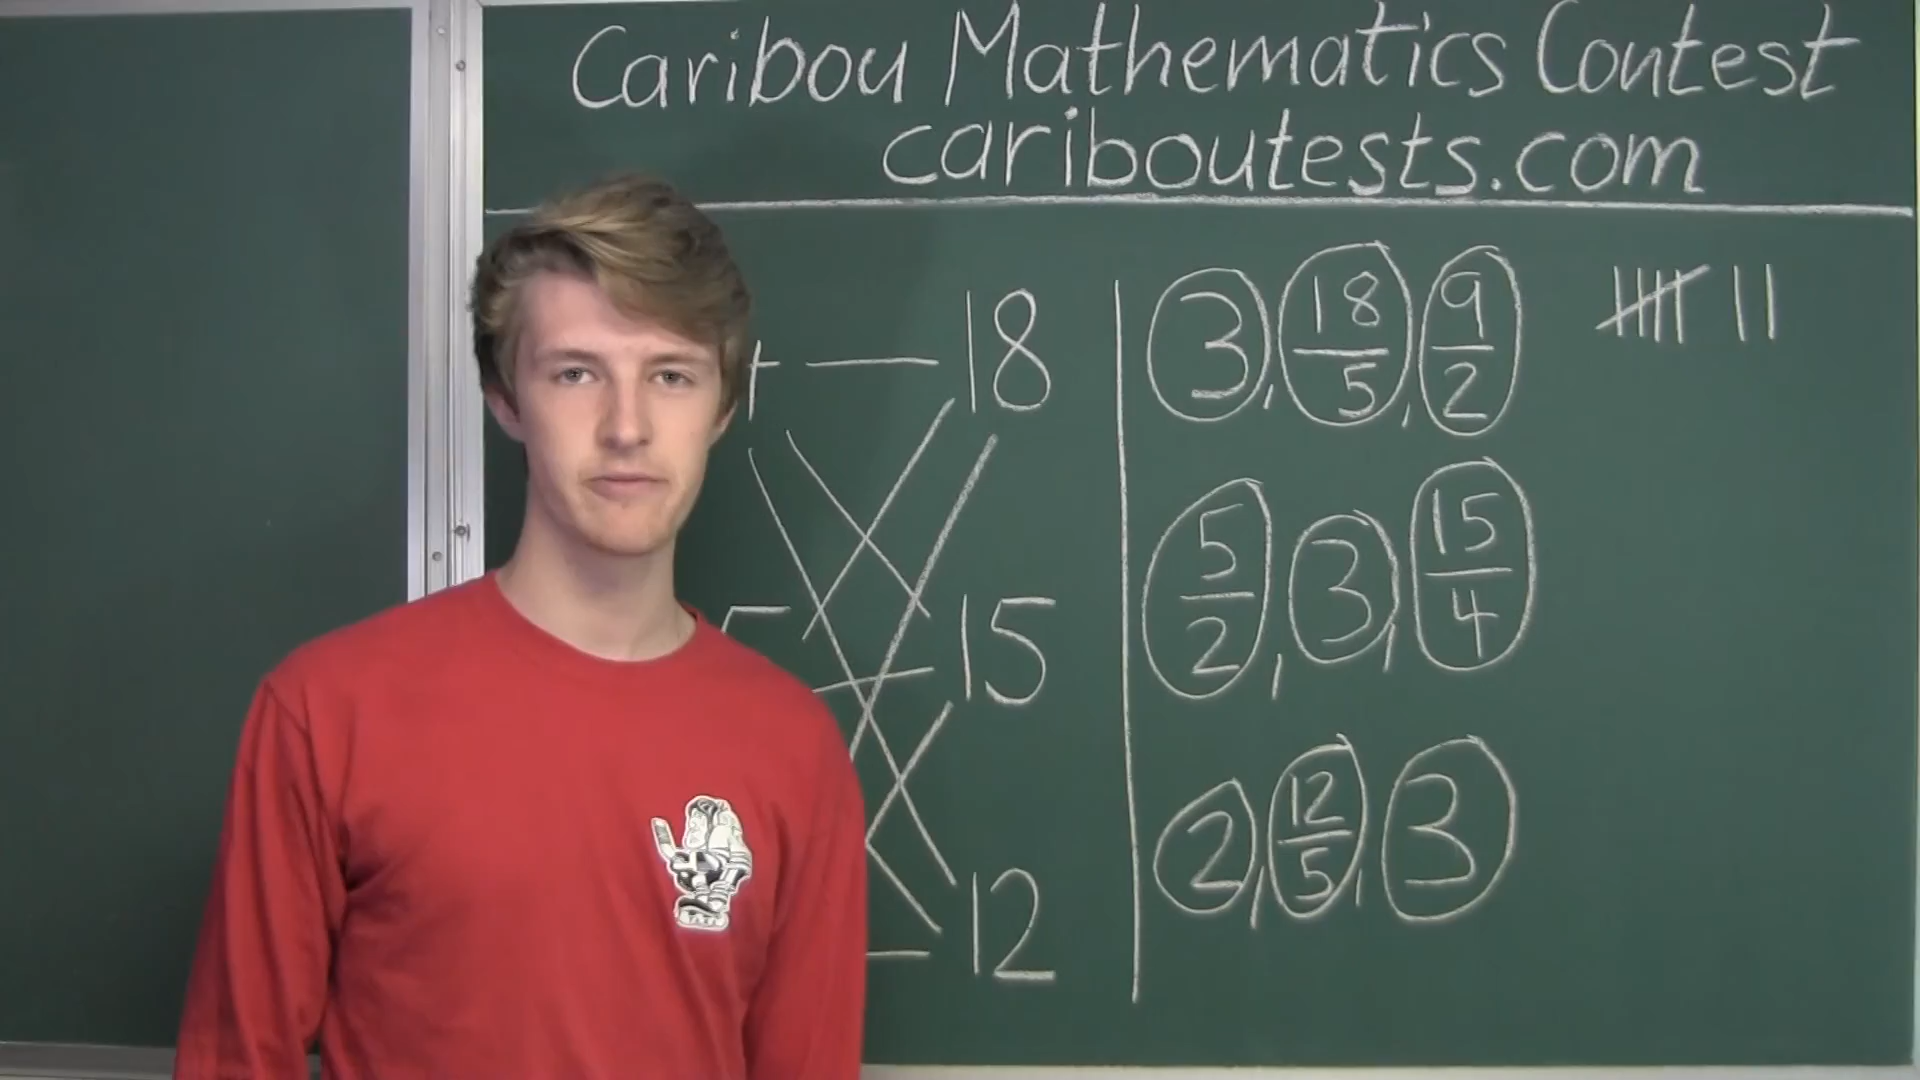 Caribou Mathematics Contest
cariboutests.com
18
3, 18/5, 9/2
15
5/2, 3, 15/4
12
2, 12/5, 3